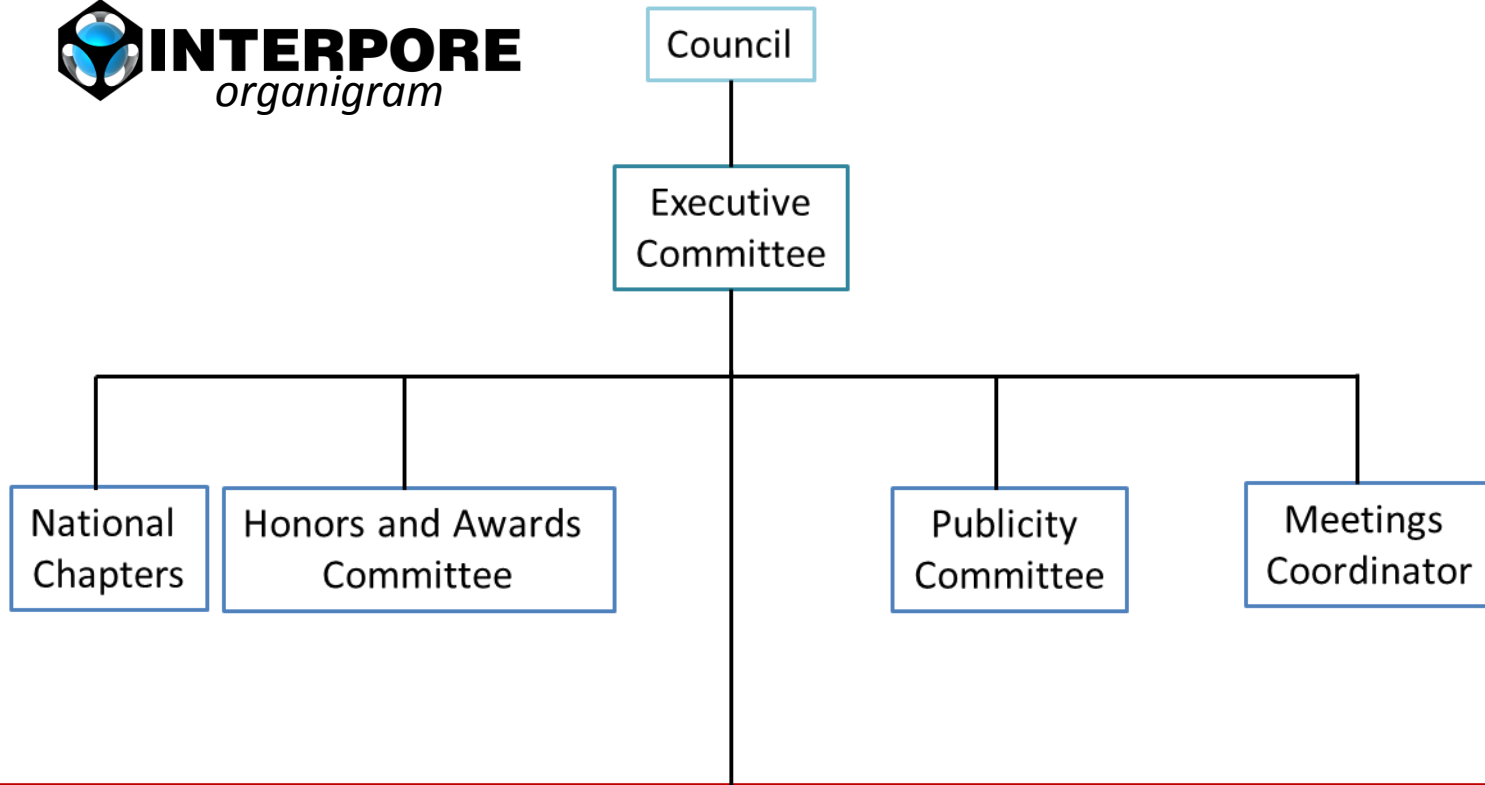 INTERPORE
organigram
Council
Executive
Committee
National
Chapters
Honors and Awards
Committee
Publicity
Committee
Meetings
Coordinator